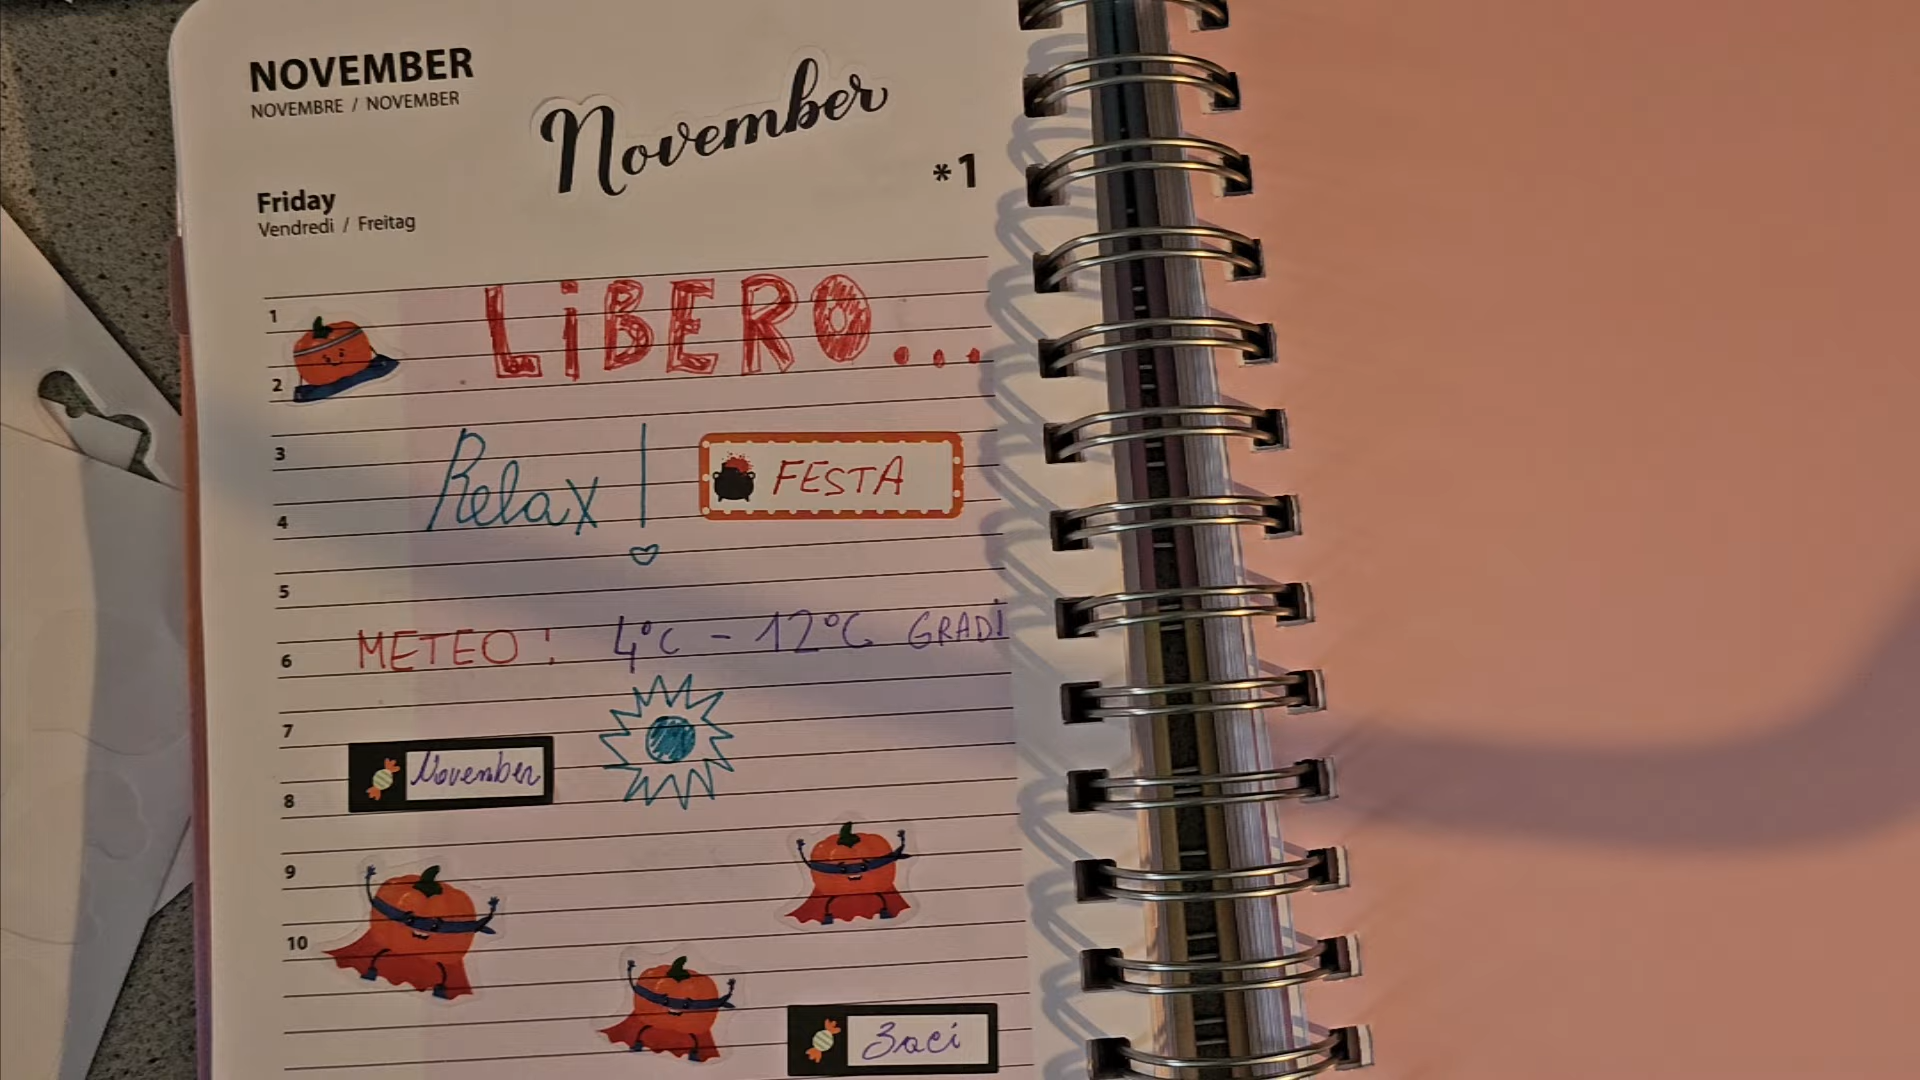 NOVEMBER
NOVEMBRE / NOVEMBER
November
*1
Friday
Vendredi / Freitag
1
LiBERO...
2
3
Relax!
FESTA
4
5
6
METEO: 4°C - 12°C GRADI
7
November
8
9
10